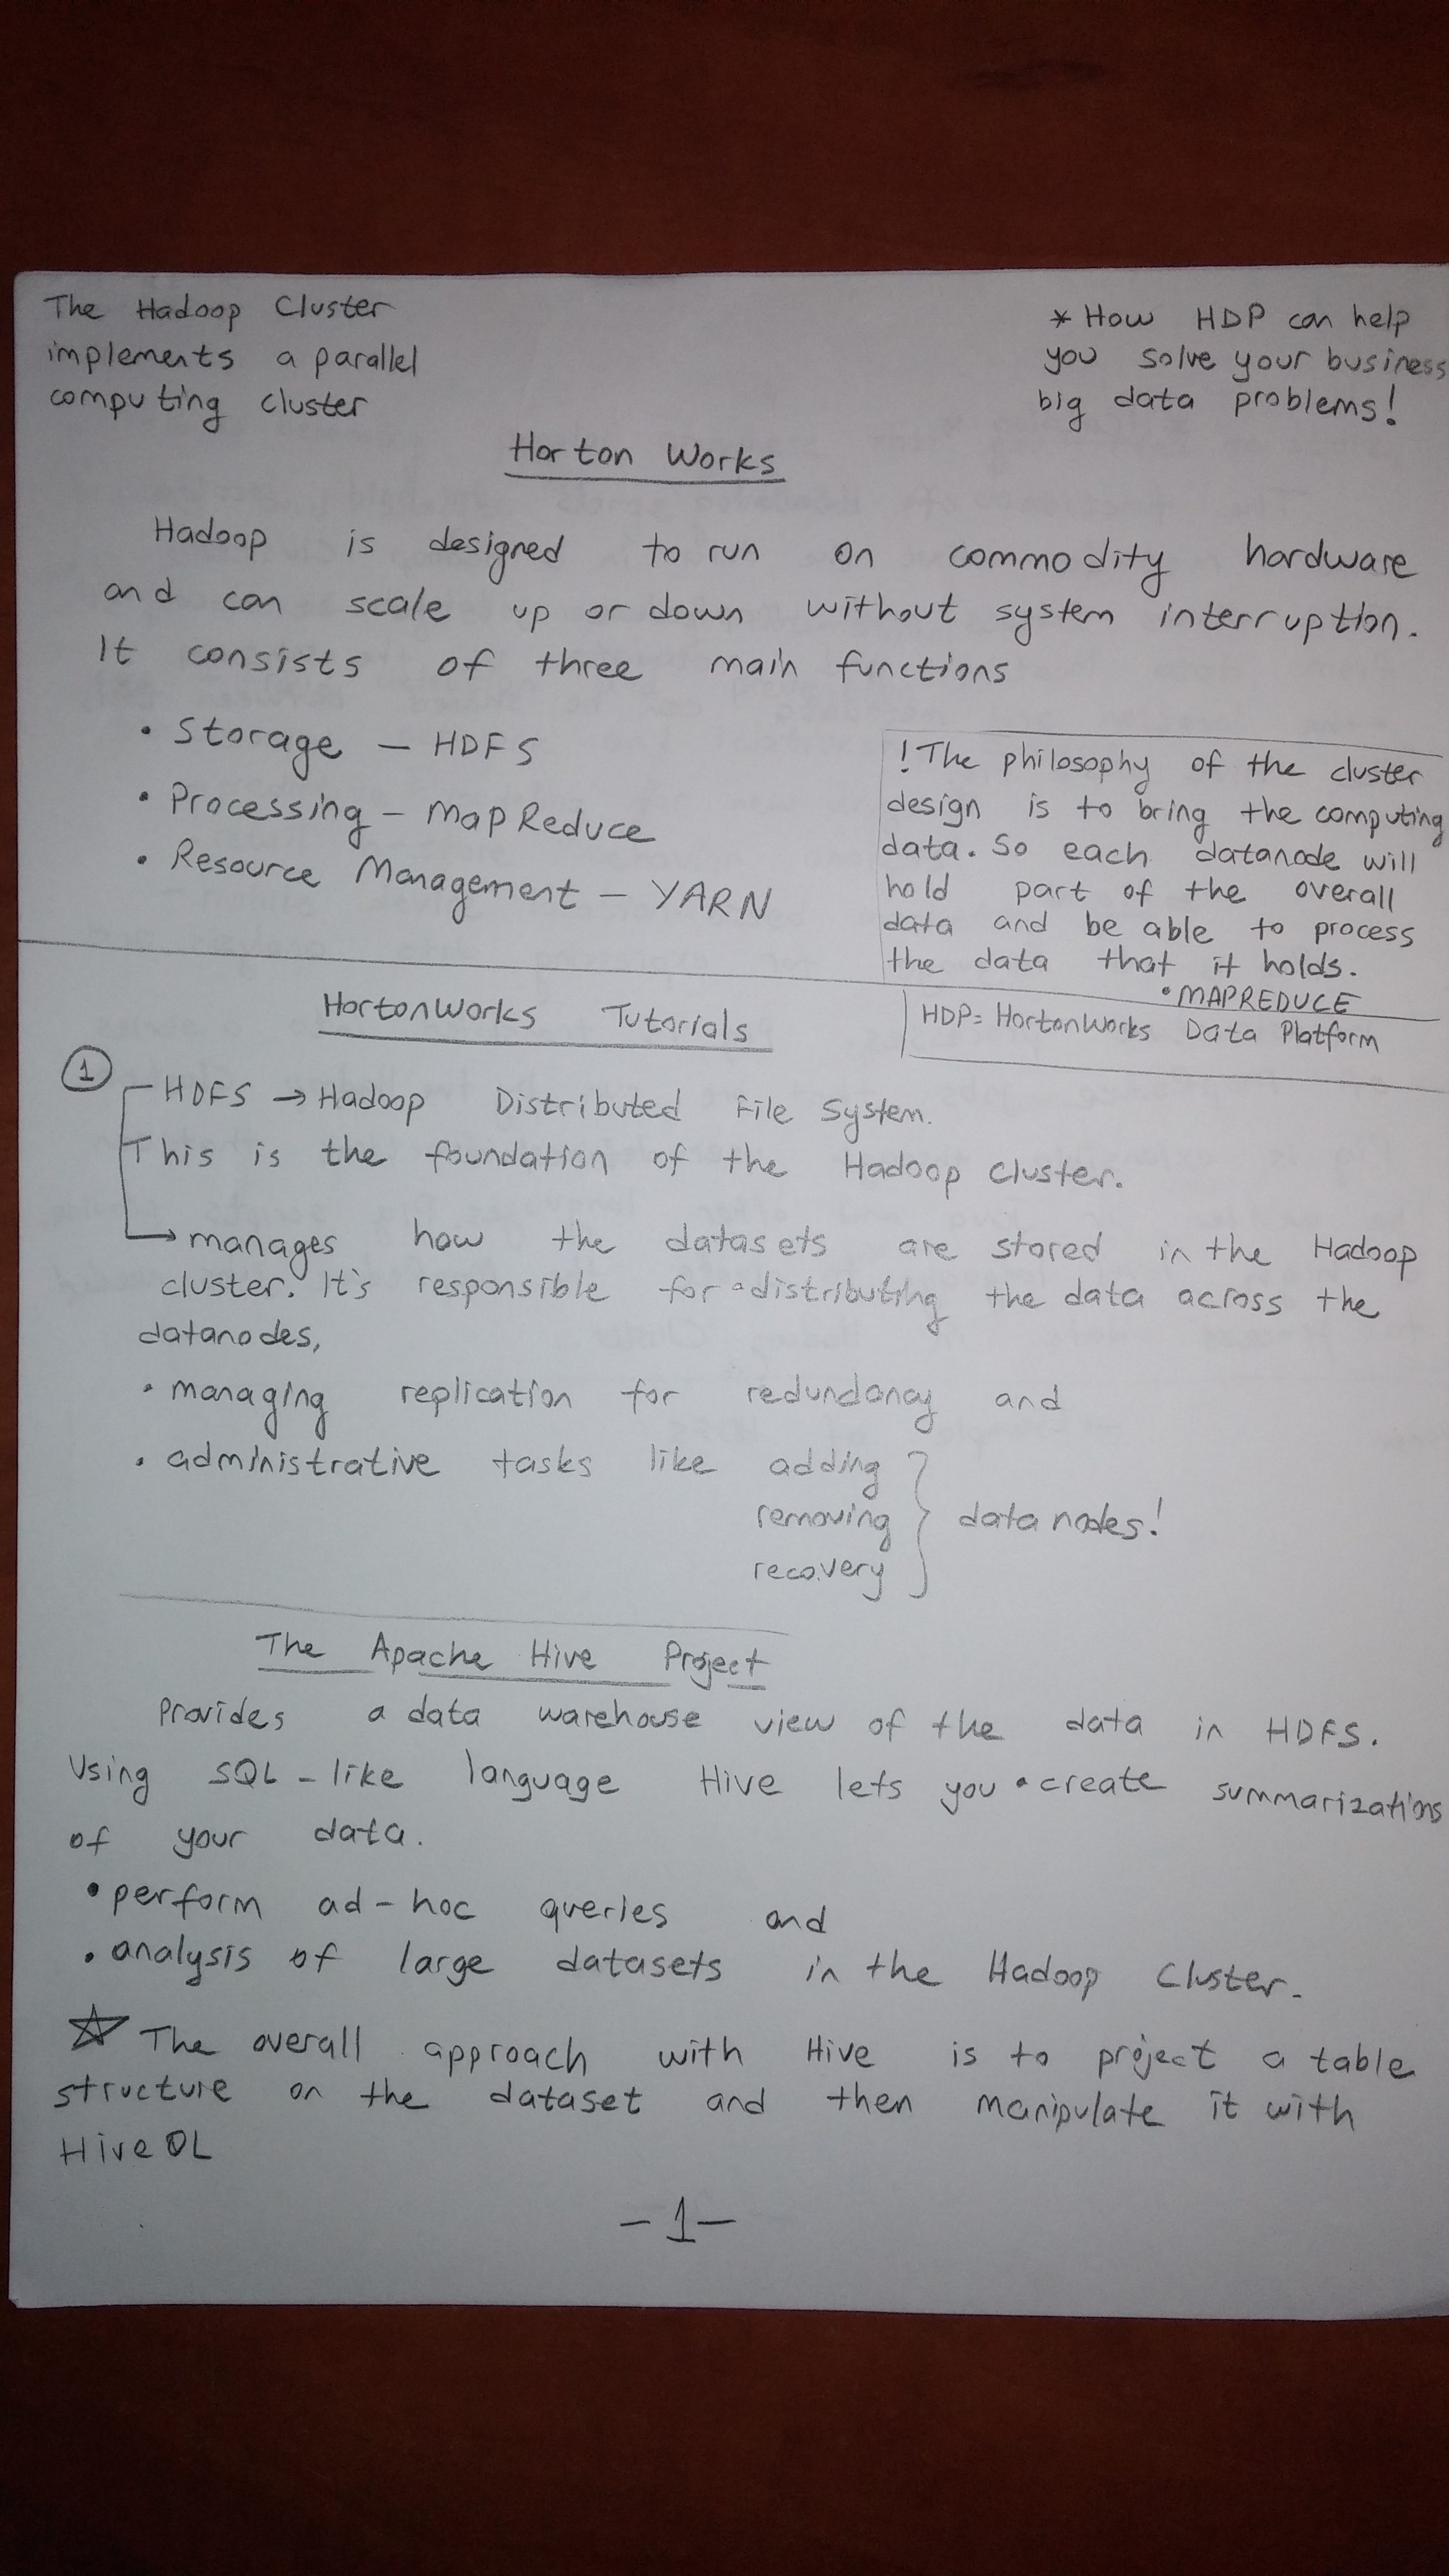 The Hadoop Cluster
implements a parallel
computing cluster
* How HDP can help
you solve your business
big data problems!
Horton Works
Hadoop is designed to run on commodity hardware
and can scale up or down without system interruption.
It consists of three main functions
• Storage — HDFS
• Processing — MapReduce
• Resource Management — YARN
! The philosophy of the cluster
design is to bring the computing
data. So each datanode will
hold part of the overall
data and be able to process
the data that it holds.
• MAPREDUCE
HDP = HortonWorks Data Platform
HortonWorks Tutorials
1
HDFS → Hadoop Distributed File System.
This is the foundation of the Hadoop Cluster.
→ manages how the datasets are stored in the Hadoop
cluster. It's responsible for • distributing the data across the
datanodes,
• managing replication for redundancy and
• administrative tasks like adding
removing } data nodes!
recovery
The Apache Hive Project
Provides a data warehouse view of the data in HDFS.
Using SQL-like language Hive lets you • create summarizations
of your data.
• perform ad-hoc queries and
• analysis of large datasets in the Hadoop Cluster.
☆ The overall approach with Hive is to project a table
structure on the dataset and then manipulate it with
HiveQL
— 1 —